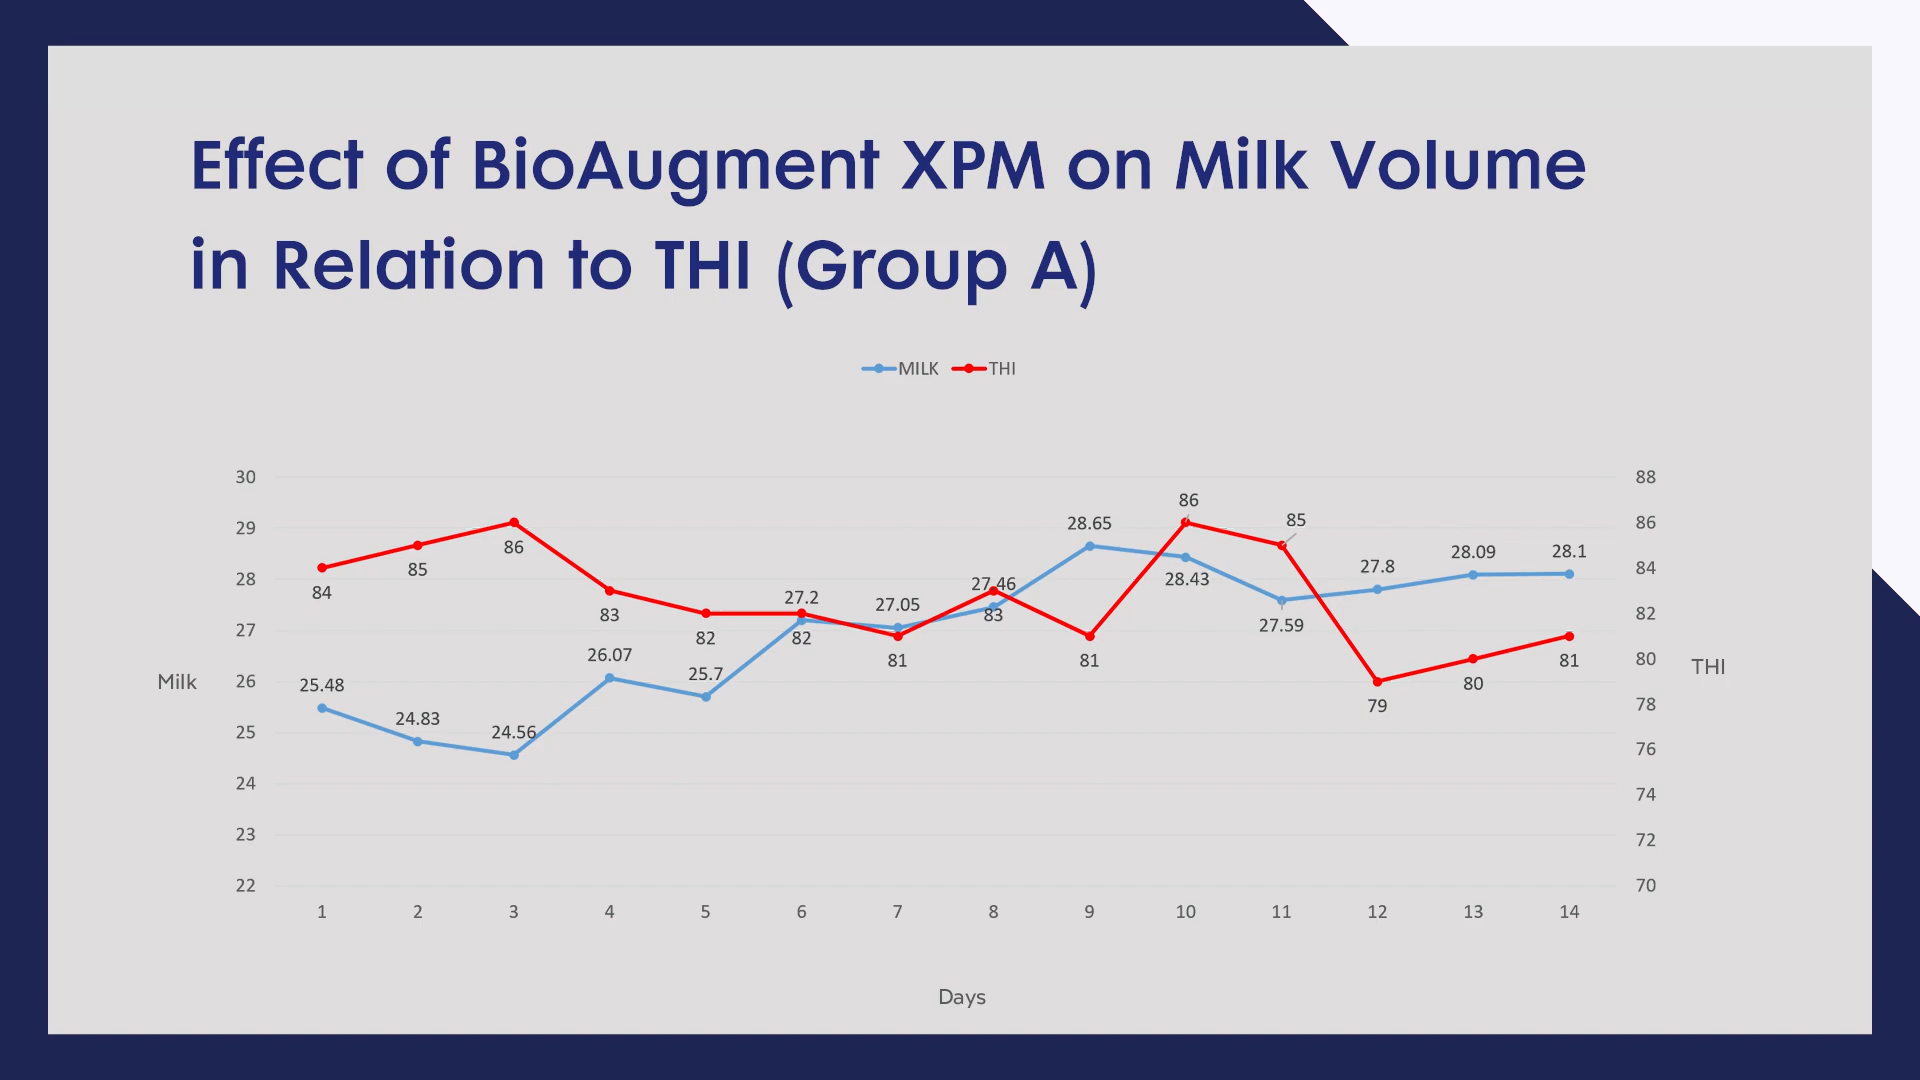 Effect of BioAugment XPM on Milk Volume
in Relation to THI (Group A)
MILK THI
30 88
29 86
28 84
27 82
26 80
25 78
24 76
23 74
22 72
70
Milk
THI
25.48 24.83 24.56 26.07 25.7 27.2 27.05 27.46 28.65 28.43 27.59 27.8 28.09 28.1
84 85 86 83 82 82 81 83 81 86 85 79 80 81
1 2 3 4 5 6 7 8 9 10 11 12 13 14
Days